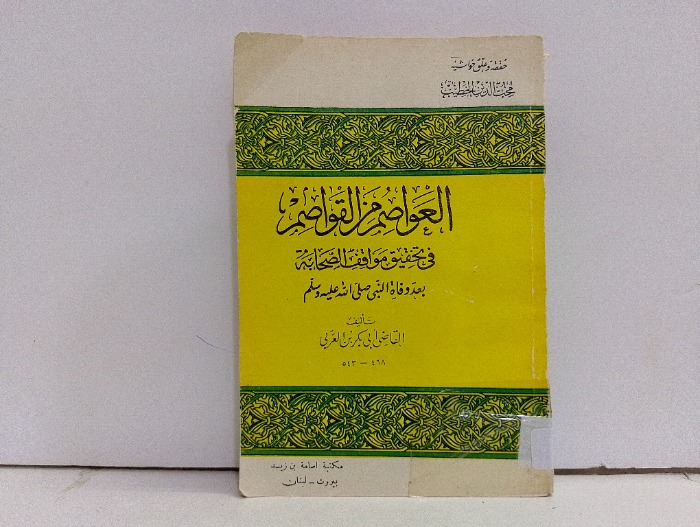 حققه وعلق حواشيه
محب الدين الخطيب
العواصم من القواصم
في تحقيق مواقف الصحابة
بعد وفاة النبي صلى الله عليه وسلم
تأليف
القاضي أبي بكر بن العربي
٤٦٨ — ٥٤٣
مكتبة اسامة بن زيد
بيروت - لبنان